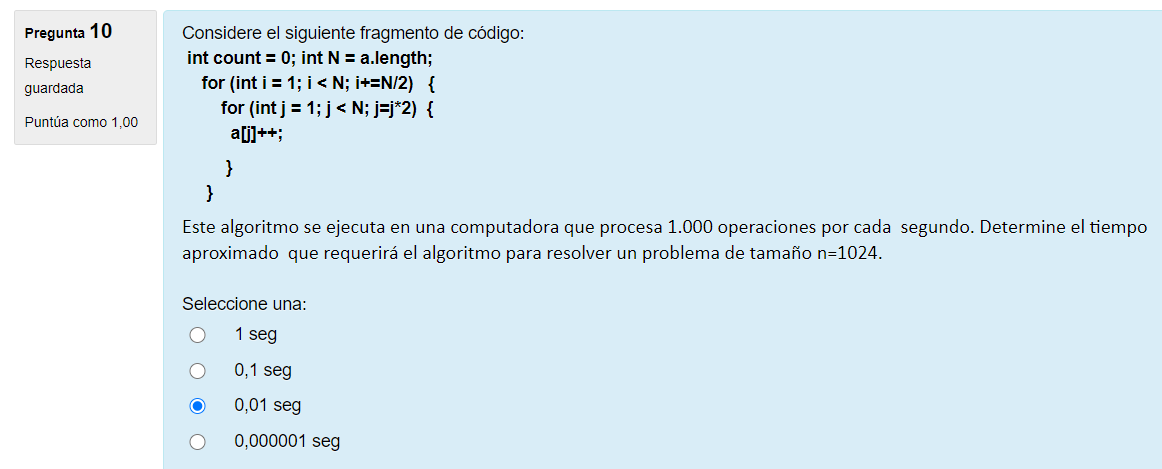 Pregunta 10
Respuesta
guardada
Puntúa como 1,00
Considere el siguiente fragmento de código:
int count = 0; int N = a.length;
for (int i = 1; i < N; i+=N/2) {
for (int j = 1; j < N; j=j*2) {
a[j]++;
}
}
Este algoritmo se ejecuta en una computadora que procesa 1.000 operaciones por cada segundo. Determine el tiempo
aproximado que requerirá el algoritmo para resolver un problema de tamaño n=1024.
Seleccione una:
1 seg
0,1 seg
0,01 seg
0,000001 seg